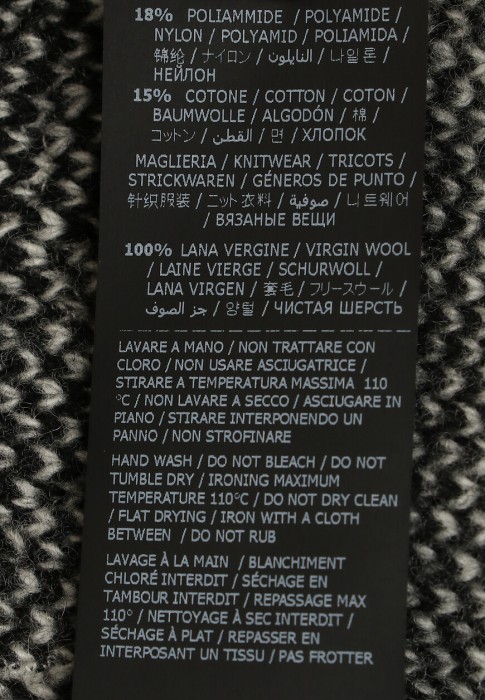 18% POLIAMMIDE / POLYAMIDE /
NYLON / POLYAMID / POLIAMIDA /
锦纶 / ナイロン / النايلون / 나일론 /
НЕЙЛОН
15% COTONE / COTTON / COTON /
BAUMWOLLE / ALGODÓN / 棉 /
コットン / القطن / 면 / ХЛОПОК
MAGLIERIA / KNITWEAR / TRICOTS /
STRICKWAREN / GÉNEROS DE PUNTO /
针织服装 / ニット衣料 / صوفية / 니트웨어
/ ВЯЗАНЫЕ ВЕЩИ
100% LANA VERGINE / VIRGIN WOOL
/ LAINE VIERGE / SCHURWOLL /
LANA VIRGEN / 套毛 / フリースウール /
جز الصوف / 양털 / ЧИСТАЯ ШЕРСТЬ
LAVARE A MANO / NON TRATTARE CON
CLORO / NON USARE ASCIUGATRICE /
STIRARE A TEMPERATURA MASSIMA 110
°C / NON LAVARE A SECCO / ASCIUGARE IN
PIANO / STIRARE INTERPONENDO UN
PANNO / NON STROFINARE
HAND WASH / DO NOT BLEACH / DO NOT
TUMBLE DRY / IRONING MAXIMUM
TEMPERATURE 110°C / DO NOT DRY CLEAN
/ FLAT DRYING / IRON WITH A CLOTH
BETWEEN / DO NOT RUB
LAVAGE À LA MAIN / BLANCHIMENT
CHLORÉ INTERDIT / SÉCHAGE EN
TAMBOUR INTERDIT / REPASSAGE MAX
110° / NETTOYAGE À SEC INTERDIT /
SÉCHAGE À PLAT / REPASSER EN
INTERPOSANT UN TISSU / PAS FROTTER